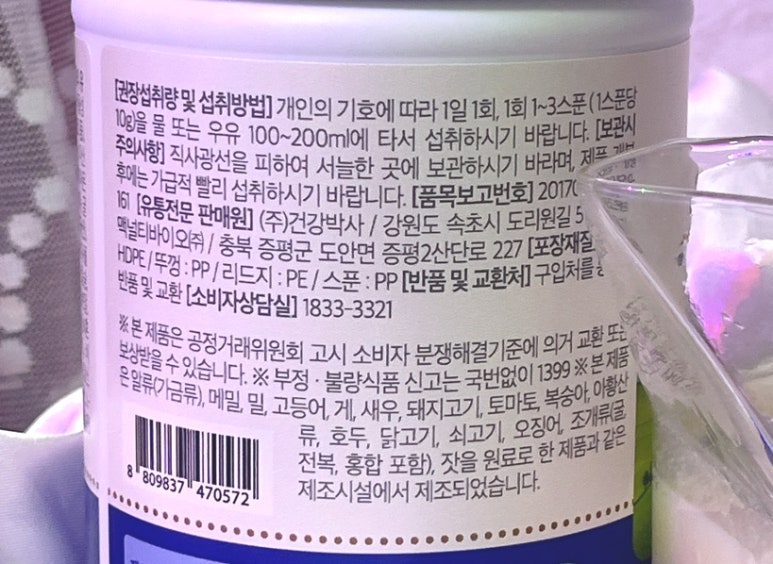 [권장섭취량 및 섭취방법] 개인의 기호에 따라 1일 1회, 1회 1~3스푼 (1스푼당
10g)을 물 또는 우유 100~200ml에 타서 섭취하시기 바랍니다. [보관시
주의사항] 직사광선을 피하여 서늘한 곳에 보관하시기 바라며, 제품 개봉
후에는 가급적 빨리 섭취하시기 바랍니다. [품목보고번호] 20170
161 [유통전문 판매원] (주)건강박사 / 강원도 속초시 도리원길 5
맥널티바이오㈜ / 충북 증평군 도안면 증평2산단로 227 [포장재질]
HDPE / 뚜껑 : PP / 리드지 : PE / 스푼 : PP [반품 및 교환처] 구입처를
반품 및 교환 [소비자상담실] 1833-3321
※ 본 제품은 공정거래위원회 고시 소비자 분쟁해결기준에 의거 교환 또는
보상받을 수 있습니다. ※ 부정 · 불량식품 신고는 국번없이 1399 ※ 본 제품
은 알류(가금류), 메밀, 밀, 고등어, 게, 새우, 돼지고기, 토마토, 복숭아, 아황산
류, 호두, 닭고기, 쇠고기, 오징어, 조개류(굴,
전복, 홍합 포함), 잣을 원료로 한 제품과 같은
제조시설에서 제조되었습니다.
8 809837 470572